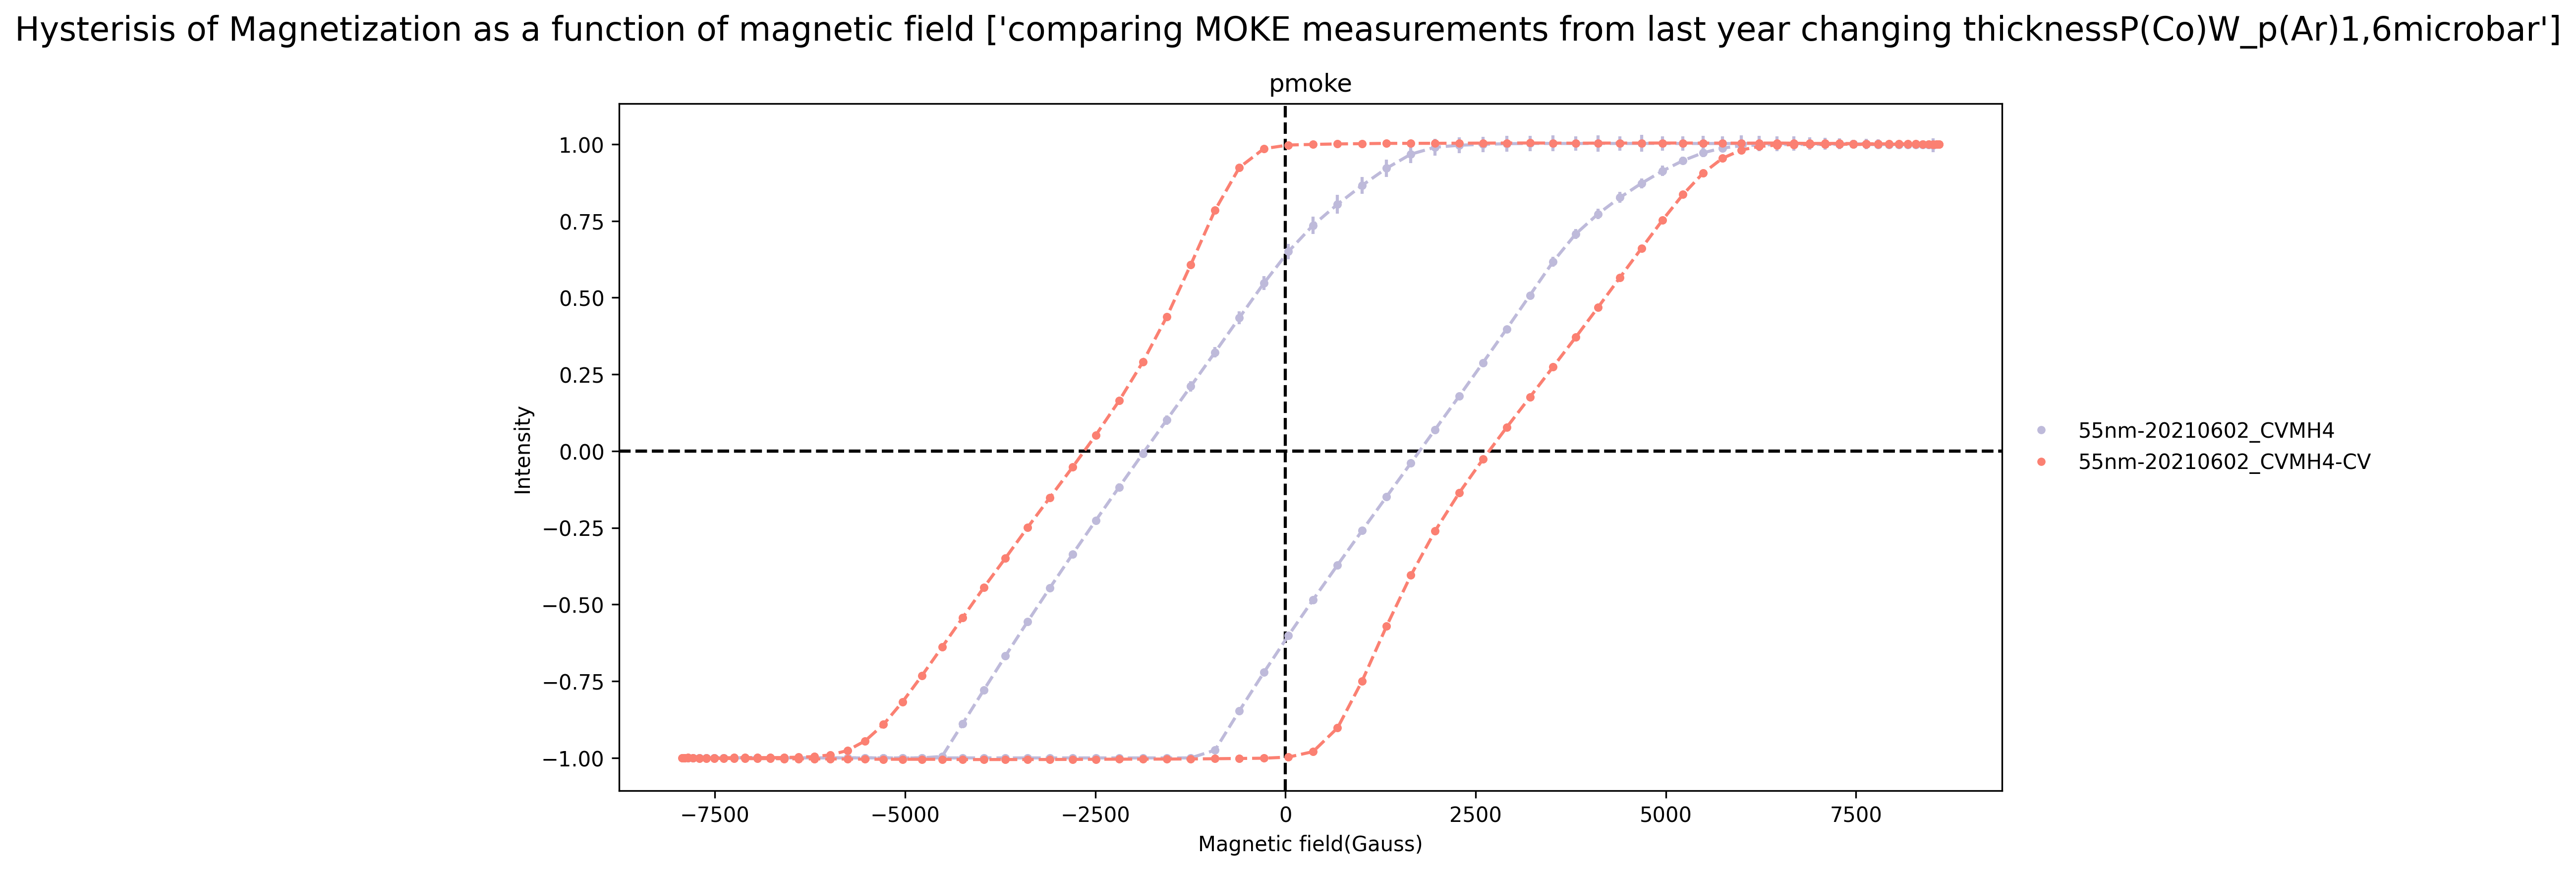 Hysterisis of Magnetization as a function of magnetic field ['comparing MOKE measurements from last year changing thicknessP(Co)W_p(Ar)1,6microbar']
pmoke
1.00
0.75
0.50
0.25
0.00
−0.25
−0.50
−0.75
−1.00
Intensity
−7500
−5000
−2500
0
2500
5000
7500
Magnetic field(Gauss)
55nm-20210602_CVMH4
55nm-20210602_CVMH4-CV